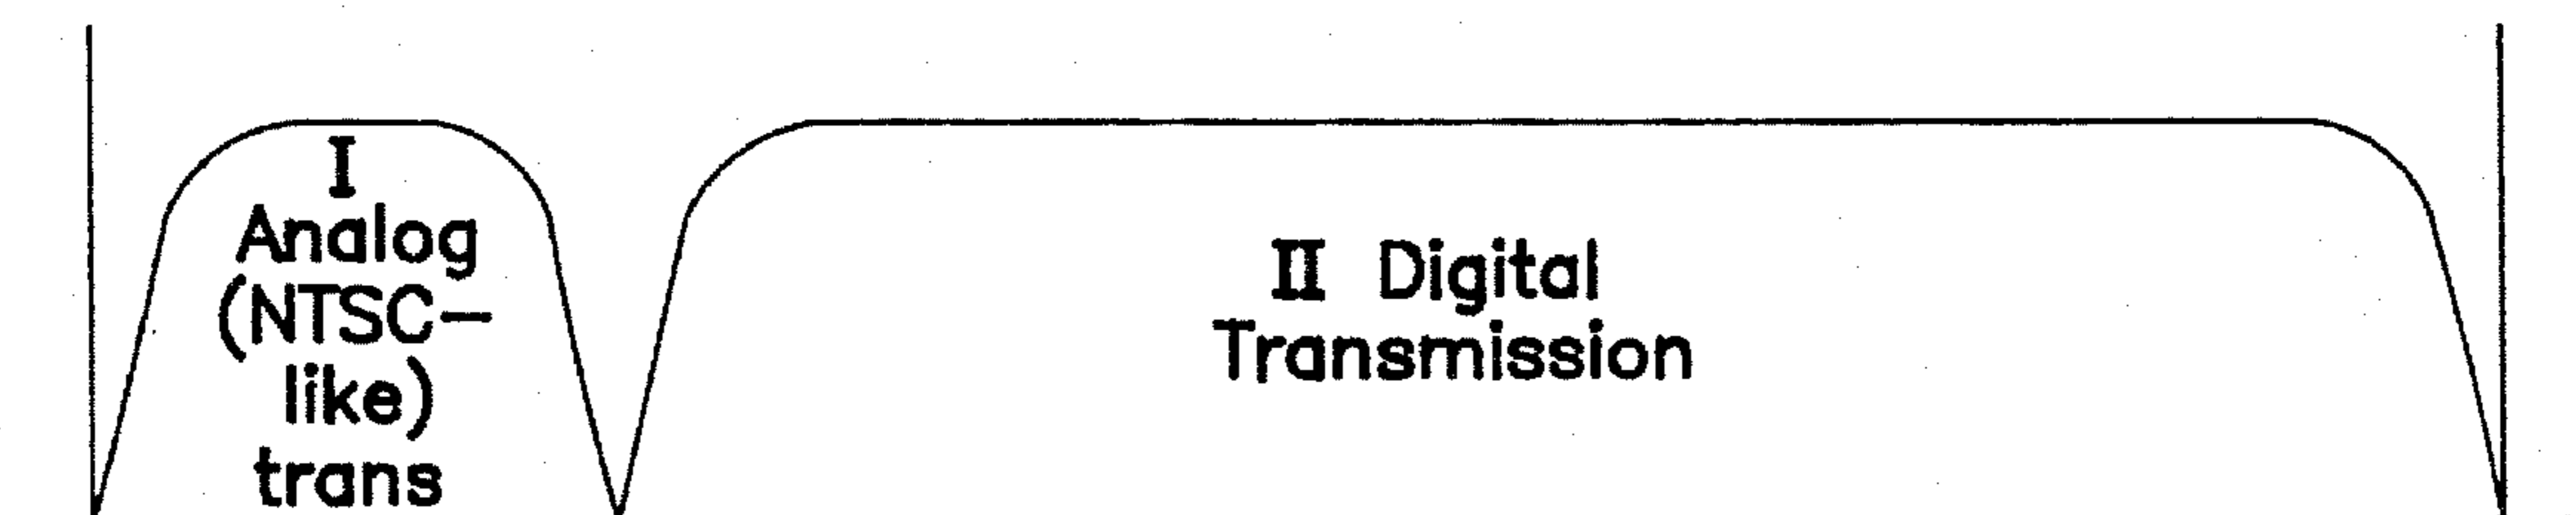 I
Analog
(NTSC-
like)
trans
II Digital
Transmission